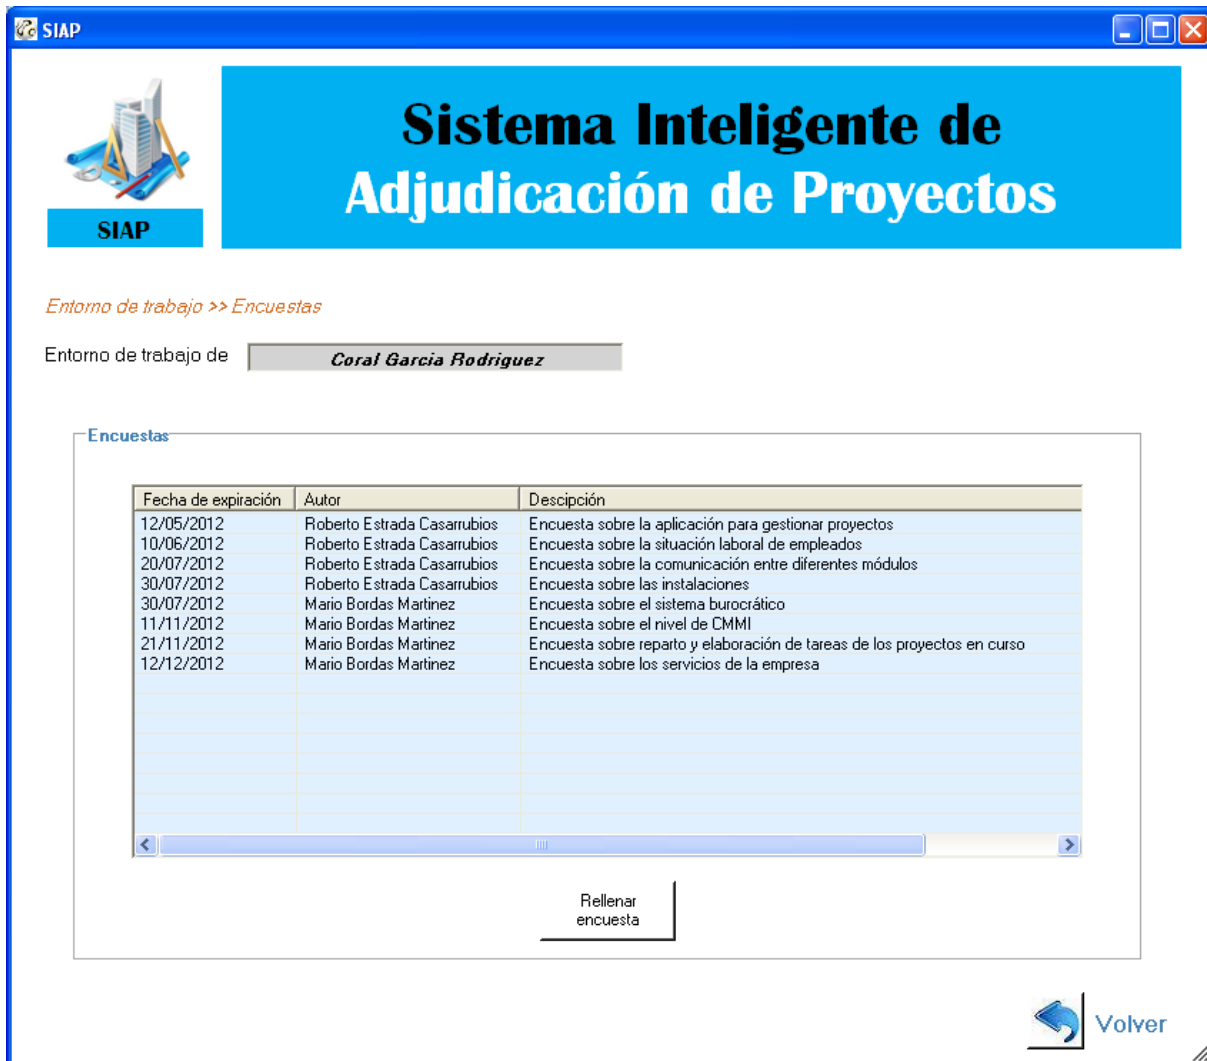 SIAP
Sistema Inteligente de
Adjudicación de Proyectos
SIAP
Entorno de trabajo >> Encuestas
Entorno de trabajo de Coral Garcia Rodriguez
Encuestas
Fecha de expiración Autor Descipción
12/05/2012 Roberto Estrada Casarrubios Encuesta sobre la aplicación para gestionar proyectos
10/06/2012 Roberto Estrada Casarrubios Encuesta sobre la situación laboral de empleados
20/07/2012 Roberto Estrada Casarrubios Encuesta sobre la comunicación entre diferentes módulos
30/07/2012 Roberto Estrada Casarrubios Encuesta sobre las instalaciones
30/07/2012 Mario Bordas Martinez Encuesta sobre el sistema burocrático
11/11/2012 Mario Bordas Martinez Encuesta sobre el nivel de CMMI
21/11/2012 Mario Bordas Martinez Encuesta sobre reparto y elaboración de tareas de los proyectos en curso
12/12/2012 Mario Bordas Martinez Encuesta sobre los servicios de la empresa
Rellenar
encuesta
Volver